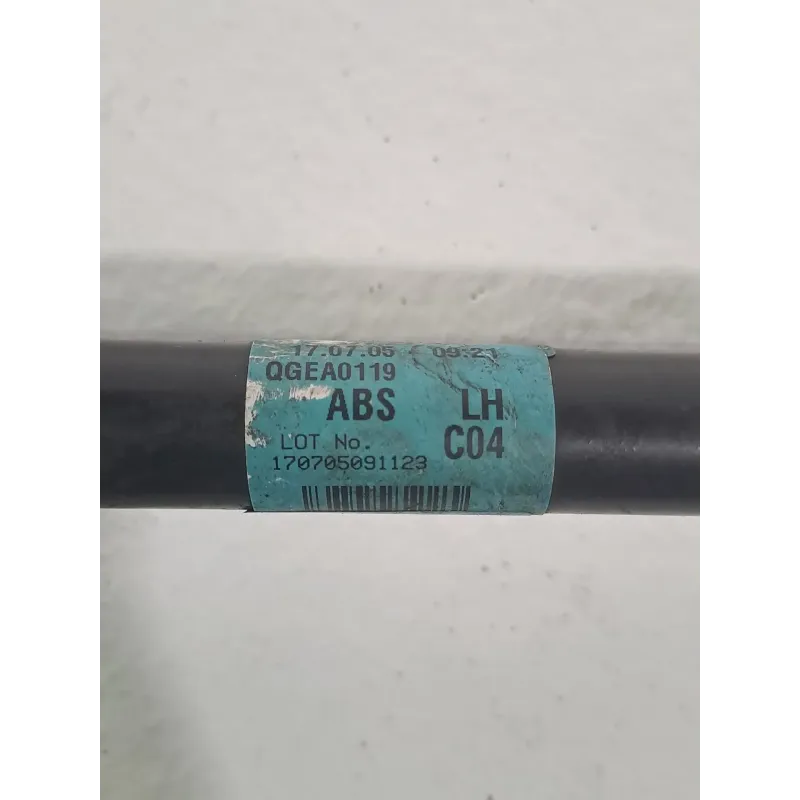 17.07.05 09:21
QGEA0119
ABS LH
LOT No. C04
170705091123